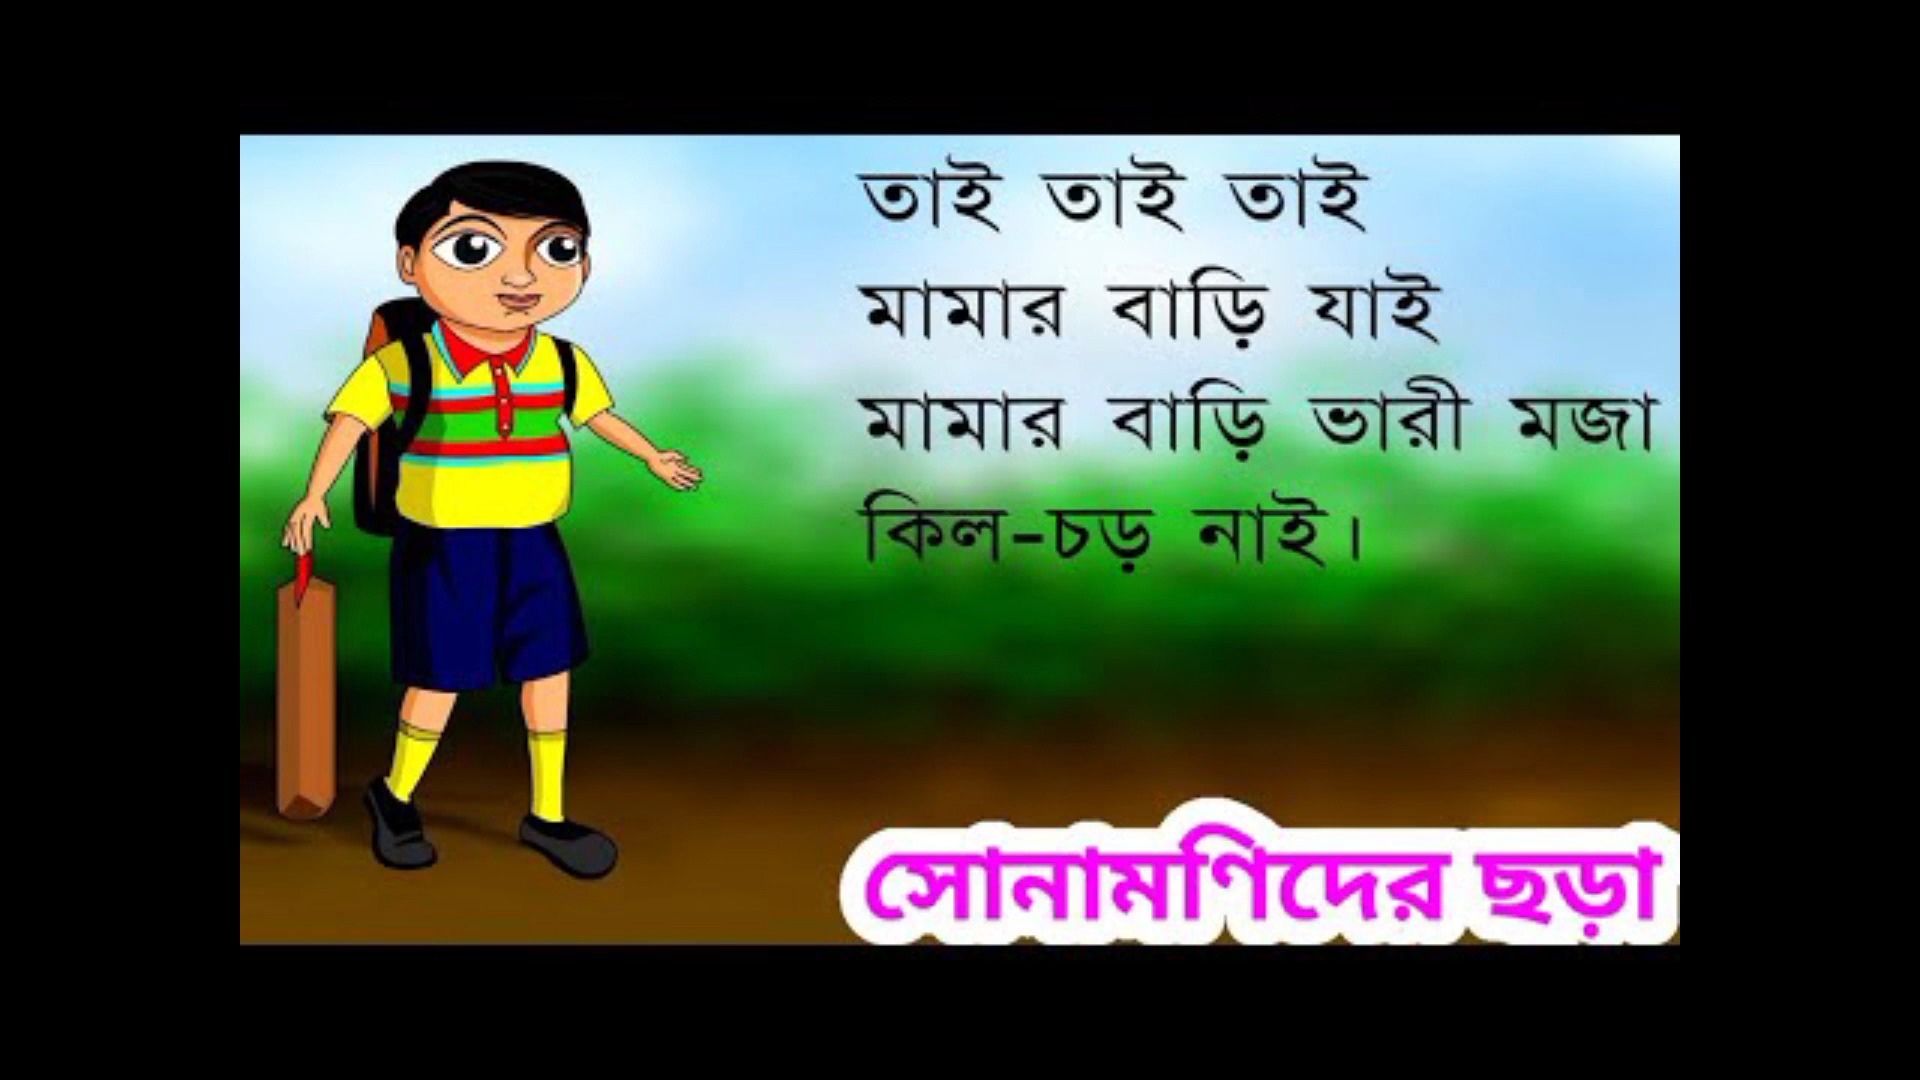 তাই তাই তাই
মামার বাড়ি যাই
মামার বাড়ি ভারী মজা
কিল-চড় নাই।
সোনামণিদের ছড়া